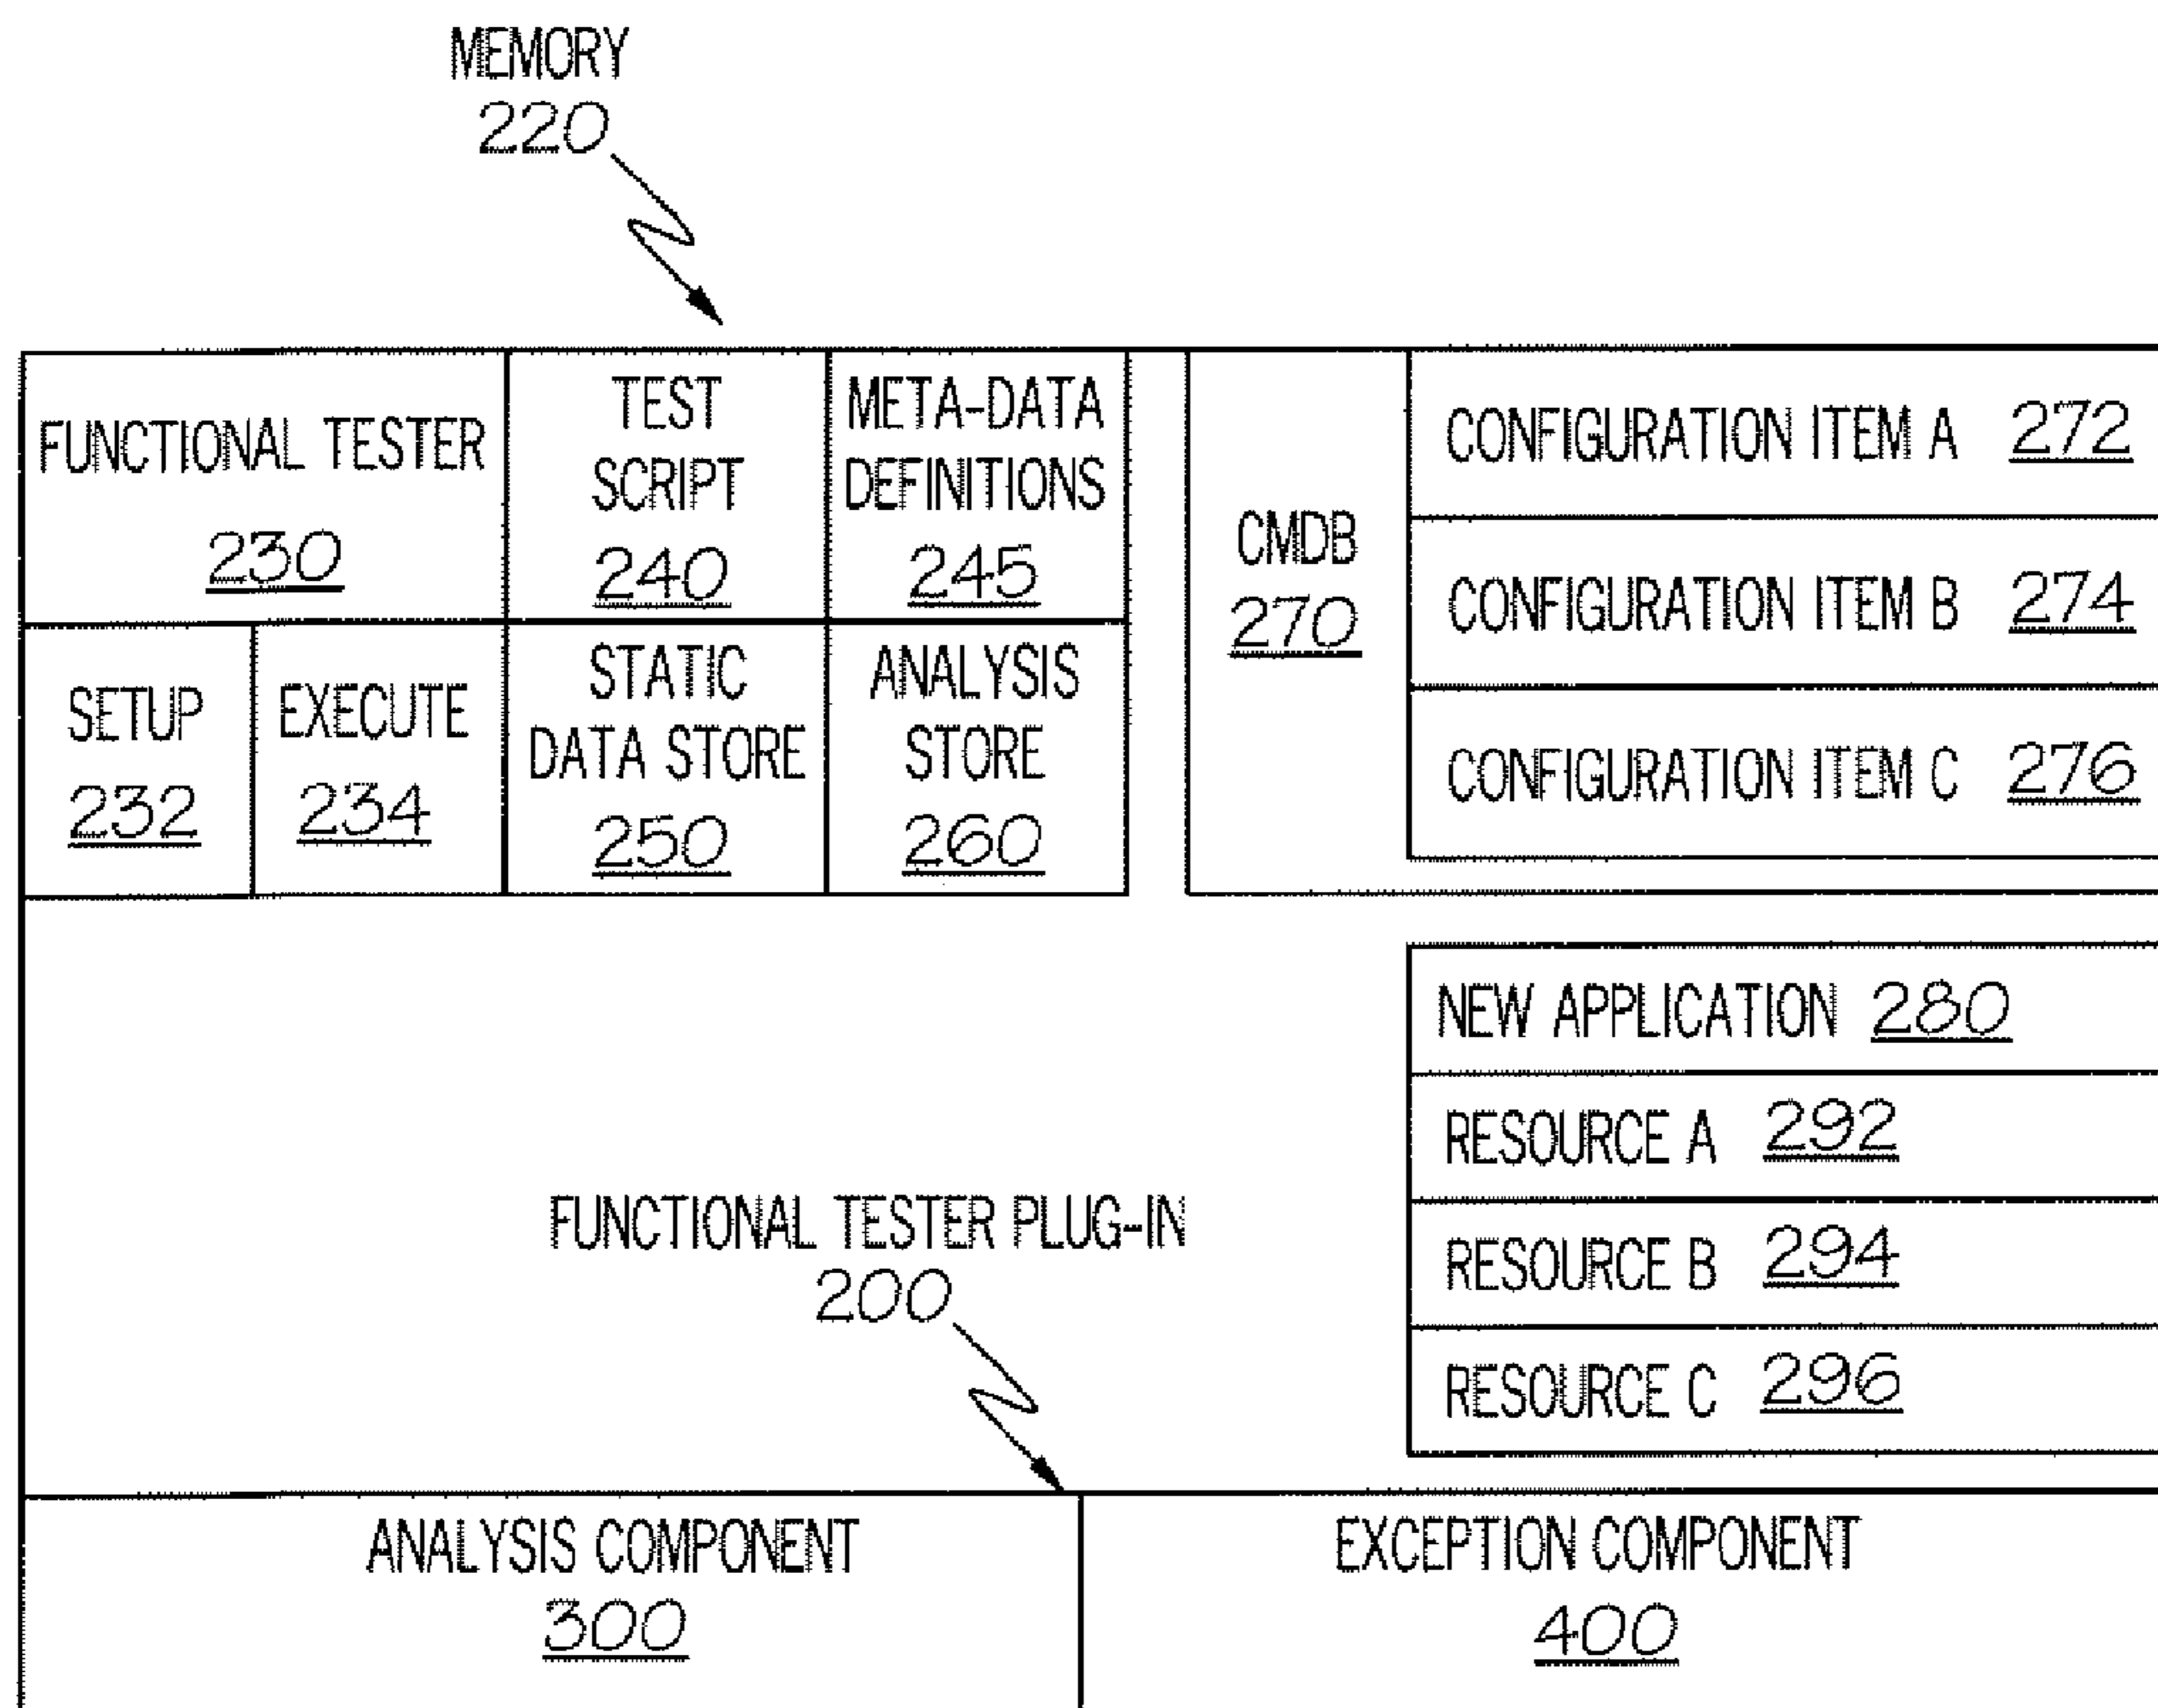 MEMORY
220
FUNCTIONAL TESTER
230
TEST
SCRIPT
240
META-DATA
DEFINITIONS
245
SETUP
232
EXECUTE
234
STATIC
DATA STORE
250
ANALYSIS
STORE
260
CMDB
270
CONFIGURATION ITEM A 272
CONFIGURATION ITEM B 274
CONFIGURATION ITEM C 276
NEW APPLICATION 280
RESOURCE A 292
RESOURCE B 294
RESOURCE C 296
FUNCTIONAL TESTER PLUG-IN
200
ANALYSIS COMPONENT
300
EXCEPTION COMPONENT
400